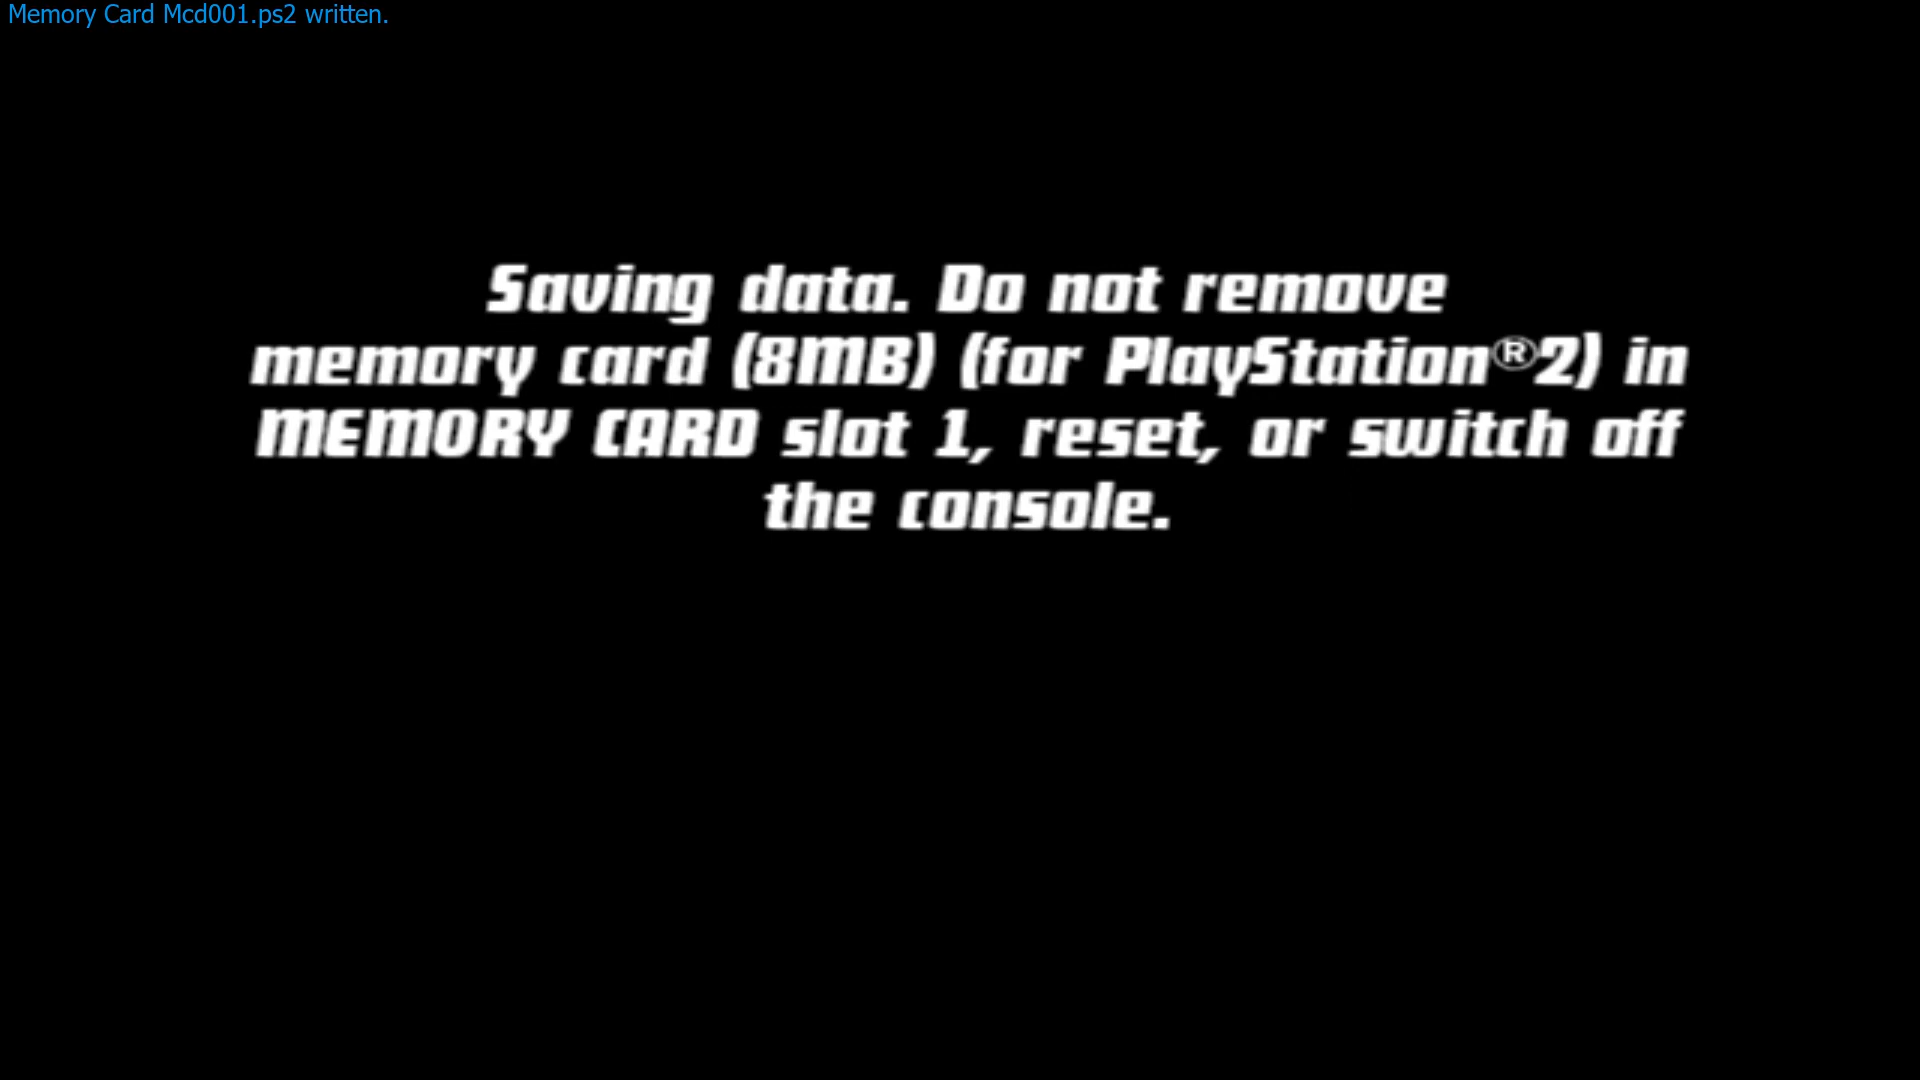 Memory Card Mcd001.ps2 written.
Saving data. Do not remove
memory card (8MB) (for PlayStation®2) in
MEMORY CARD slot 1, reset, or switch off
the console.